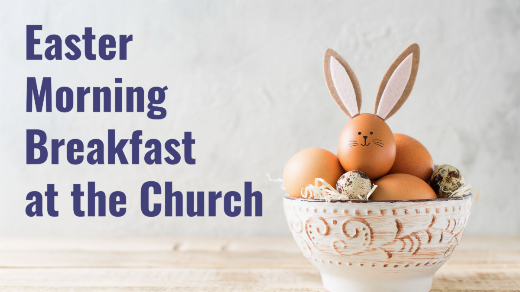 Easter
Morning
Breakfast
at the Church